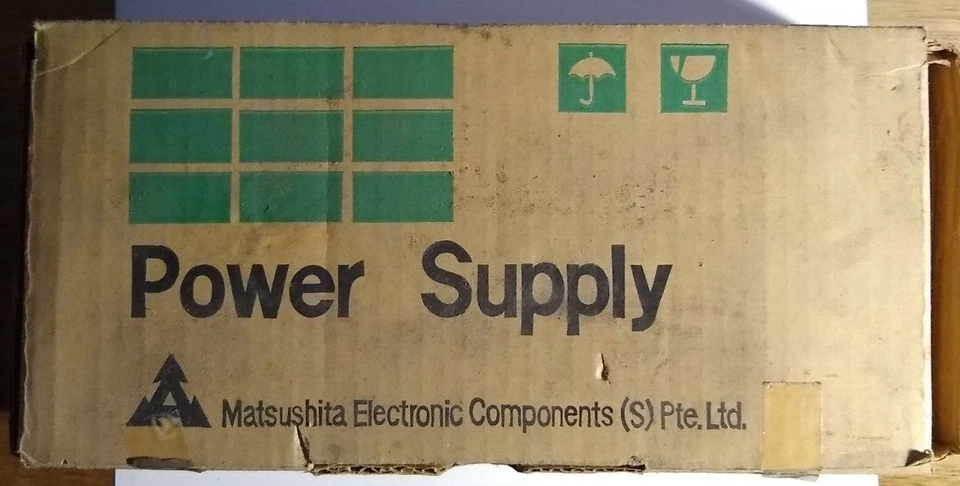 Power Supply
Matsushita Electronic Components (S) Pte. Ltd.